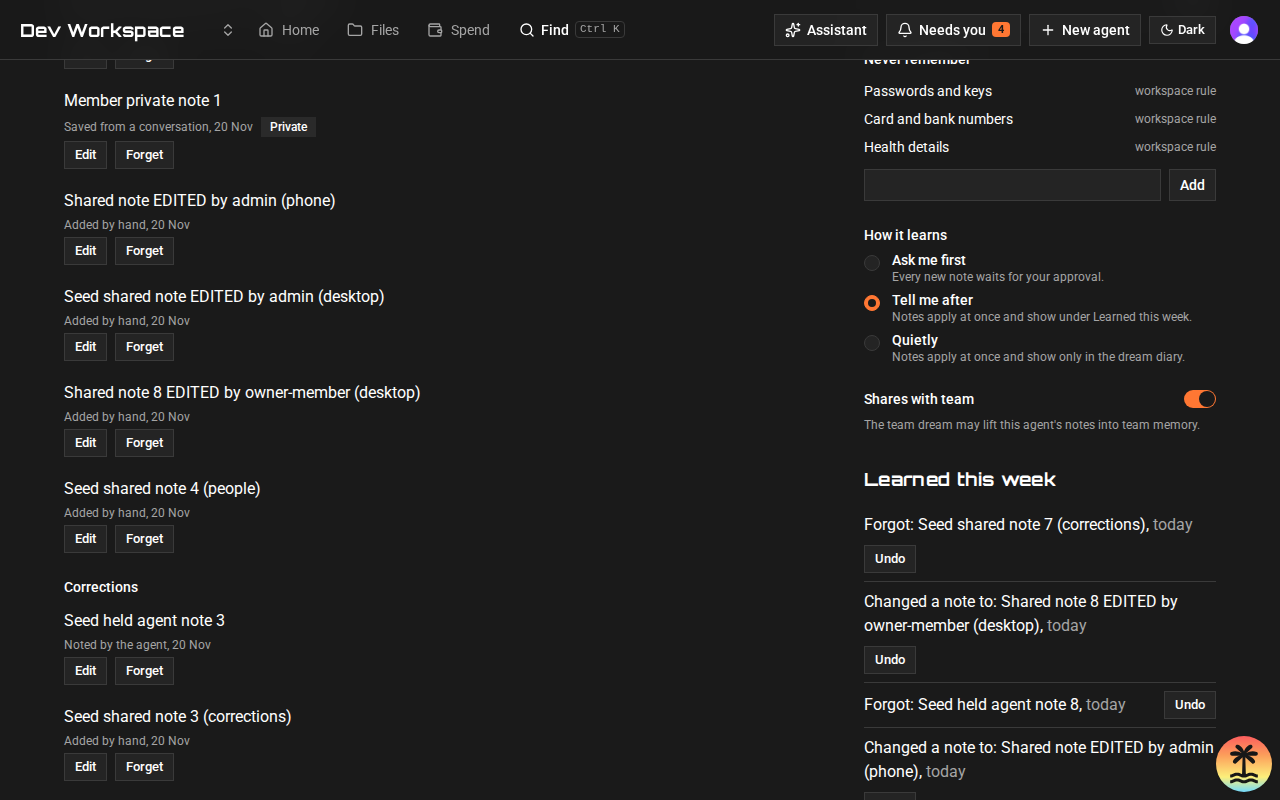 Dev Workspace
Home
Files
Spend
Find Ctrl K
Assistant
Needs you 4
New agent
Dark
Member private note 1
Saved from a conversation, 20 Nov Private
Edit Forget
Shared note EDITED by admin (phone)
Added by hand, 20 Nov
Edit Forget
Seed shared note EDITED by admin (desktop)
Added by hand, 20 Nov
Edit Forget
Shared note 8 EDITED by owner-member (desktop)
Added by hand, 20 Nov
Edit Forget
Seed shared note 4 (people)
Added by hand, 20 Nov
Edit Forget
Corrections
Seed held agent note 3
Noted by the agent, 20 Nov
Edit Forget
Seed shared note 3 (corrections)
Added by hand, 20 Nov
Edit Forget
Never remember
Passwords and keys workspace rule
Card and bank numbers workspace rule
Health details workspace rule
Add
How it learns
Ask me first
Every new note waits for your approval.
Tell me after
Notes apply at once and show under Learned this week.
Quietly
Notes apply at once and show only in the dream diary.
Shares with team
The team dream may lift this agent's notes into team memory.
Learned this week
Forgot: Seed shared note 7 (corrections), today
Undo
Changed a note to: Shared note 8 EDITED by
owner-member (desktop), today
Undo
Forgot: Seed held agent note 8, today Undo
Changed a note to: Shared note EDITED by admin
(phone), today